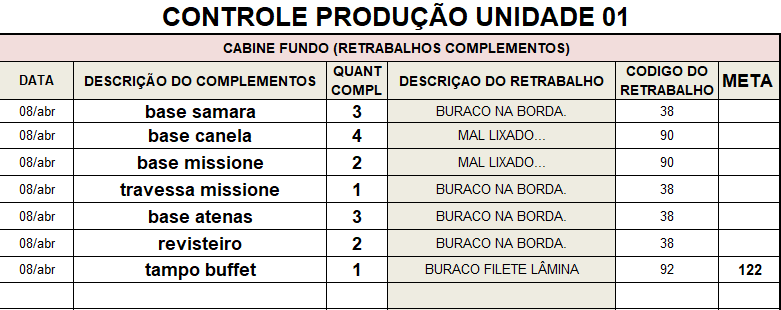 CONTROLE PRODUÇÃO UNIDADE 01
CABINE FUNDO (RETRABALHOS COMPLEMENTOS)
DATA DESCRIÇÃO DO COMPLEMENTOS QUANT COMPL DESCRIÇAO DO RETRABALHO CODIGO DO RETRABALHO META
08/abr base samara 3 BURACO NA BORDA. 38
08/abr base canela 4 MAL LIXADO... 90
08/abr base missione 2 MAL LIXADO... 90
08/abr travessa missione 1 BURACO NA BORDA. 38
08/abr base atenas 3 BURACO NA BORDA. 38
08/abr revisteiro 2 BURACO NA BORDA. 38
08/abr tampo buffet 1 BURACO FILETE LÂMINA 92 122